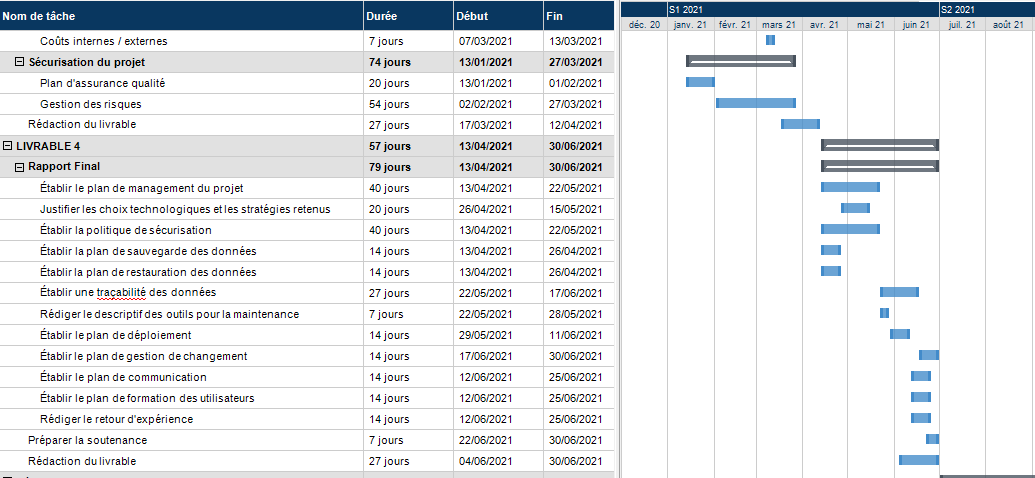 S1 2021 S2 2021
Nom de tâche Durée Début Fin déc. 20 janv. 21 févr. 21 mars 21 avr. 21 mai 21 juin 21 juil. 21 août 21
Coûts internes / externes 7 jours 07/03/2021 13/03/2021
Sécurisation du projet 74 jours 13/01/2021 27/03/2021
Plan d'assurance qualité 20 jours 13/01/2021 01/02/2021
Gestion des risques 54 jours 02/02/2021 27/03/2021
Rédaction du livrable 27 jours 17/03/2021 12/04/2021
LIVRABLE 4 57 jours 13/04/2021 30/06/2021
Rapport Final 79 jours 13/04/2021 30/06/2021
Établir le plan de management du projet 40 jours 13/04/2021 22/05/2021
Justifier les choix technologiques et les stratégies retenus 20 jours 26/04/2021 15/05/2021
Établir la politique de sécurisation 40 jours 13/04/2021 22/05/2021
Établir la plan de sauvegarde des données 14 jours 13/04/2021 26/04/2021
Établir la plan de restauration des données 14 jours 13/04/2021 26/04/2021
Établir une traçabilité des données 27 jours 22/05/2021 17/06/2021
Rédiger le descriptif des outils pour la maintenance 7 jours 22/05/2021 28/05/2021
Établir le plan de déploiement 14 jours 29/05/2021 11/06/2021
Établir le plan de gestion de changement 14 jours 17/06/2021 30/06/2021
Établir le plan de communication 14 jours 12/06/2021 25/06/2021
Établir le plan de formation des utilisateurs 14 jours 12/06/2021 25/06/2021
Rédiger le retour d'expérience 14 jours 12/06/2021 25/06/2021
Préparer la soutenance 7 jours 22/06/2021 30/06/2021
Rédaction du livrable 27 jours 04/06/2021 30/06/2021